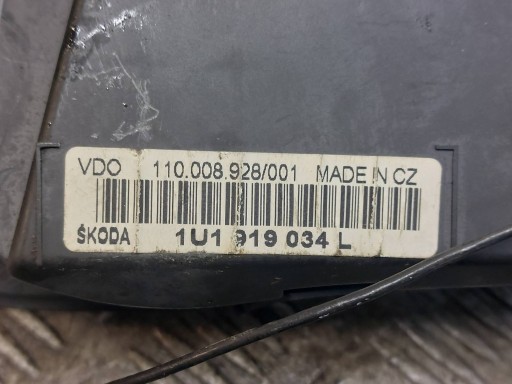 VDO 110.008.928/001 MADE IN CZ
ŠKODA 1U1 919 034 L